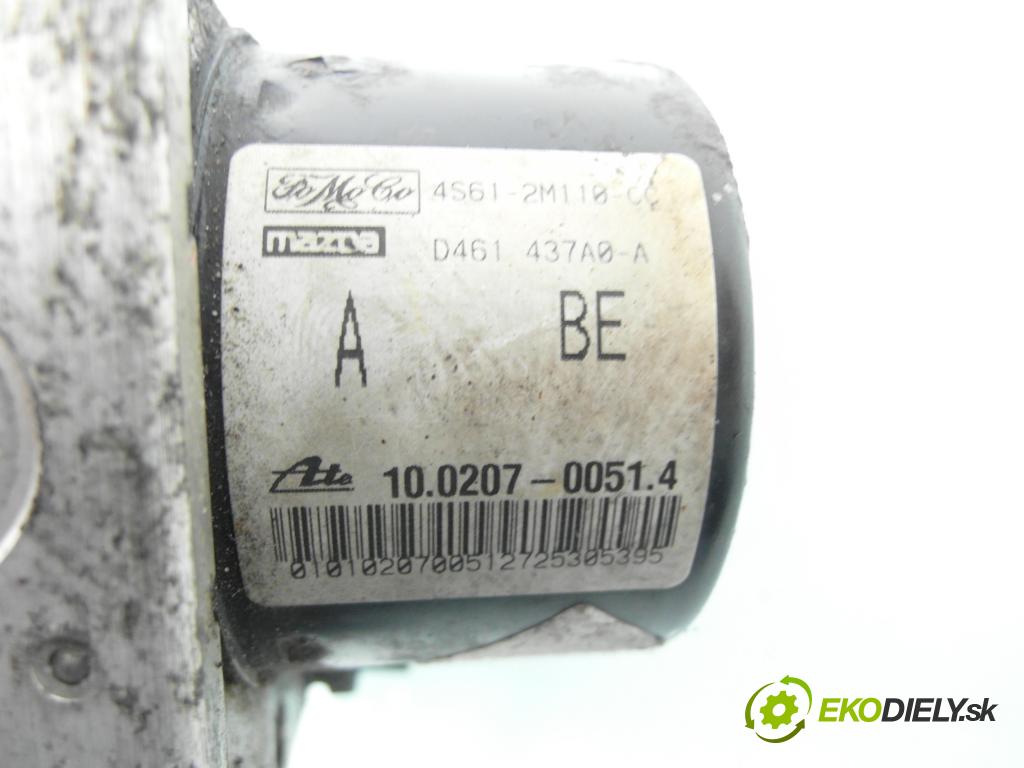 FoMoCo 4S61-2M110-CC
mazda D461 437A0-A
A BE
Ate 10.0207-0051.4
0101020700512725305395
EKODIELY.sk